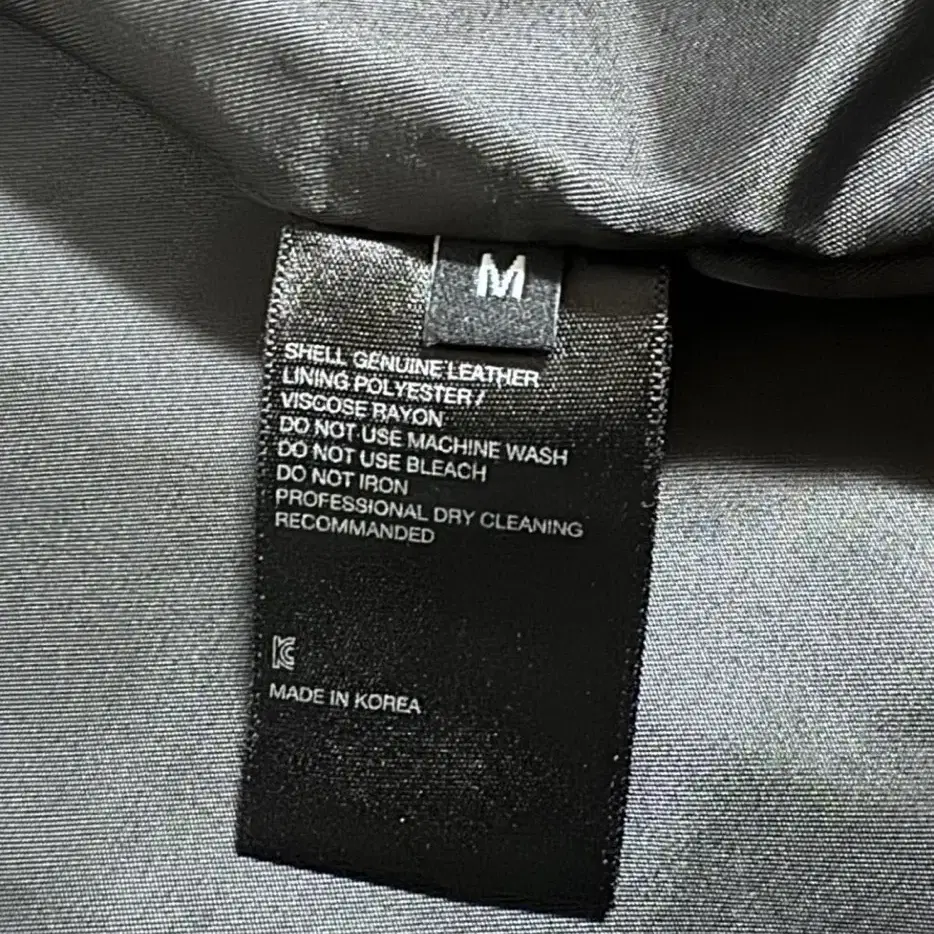 M
SHELL GENUINE LEATHER
LINING POLYESTER /
VISCOSE RAYON
DO NOT USE MACHINE WASH
DO NOT USE BLEACH
DO NOT IRON
PROFESSIONAL DRY CLEANING
RECOMMANDED
KC
MADE IN KOREA